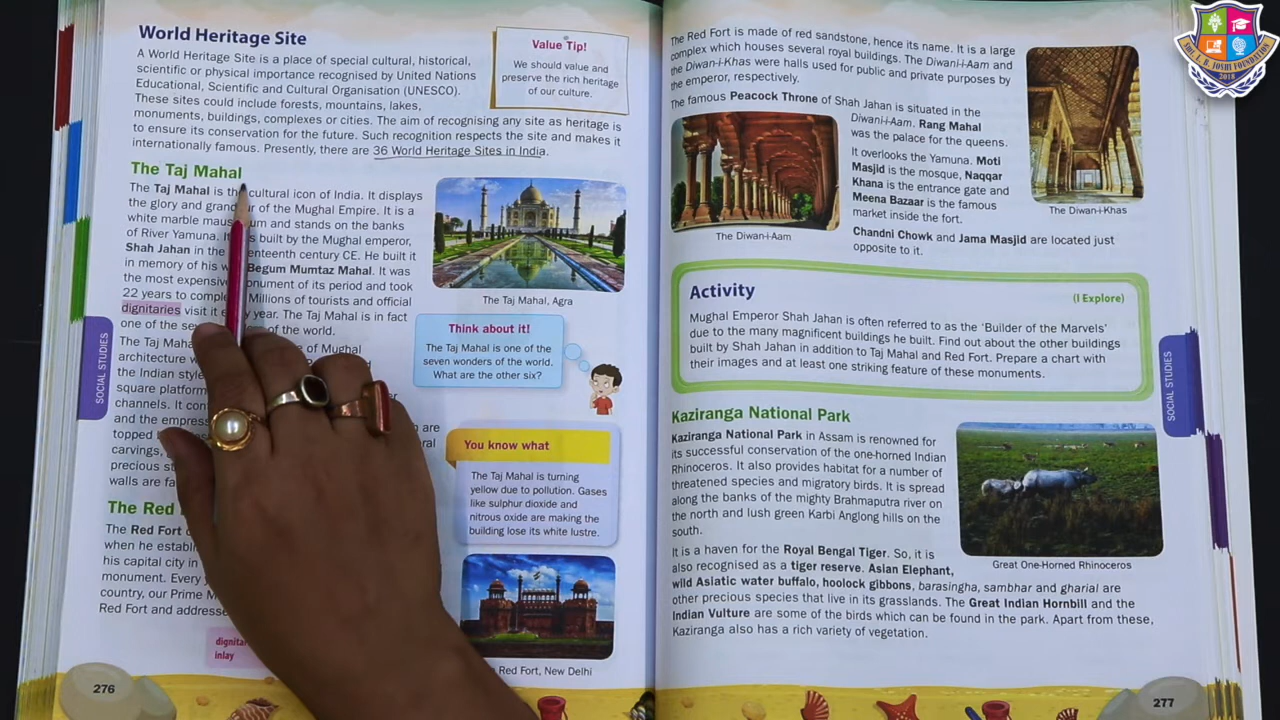 World Heritage Site
A World Heritage Site is a place of special cultural, historical,
scientific or physical importance recognised by United Nations
Educational, Scientific and Cultural Organisation (UNESCO).
These sites could include forests, mountains, lakes,
monuments, buildings, complexes or cities. The aim of recognising any site as heritage is
to ensure its conservation for the future. Such recognition respects the site and makes it
internationally famous. Presently, there are 36 World Heritage Sites in India.
Value Tip!
We should value and
preserve the rich heritage
of our culture.
The Taj Mahal
The Taj Mahal is the cultural icon of India. It displays
the glory and of the Mughal Empire. It is a
white marble and stands on the banks
of River Yamuna. built by the Mughal emperor,
Shah Jahan in the CE. He built it
in memory of his Begum Mumtaz Mahal. It was
the most expensive of its period and took
22 years to Millions of tourists and official
dignitaries visit it year. The Taj Mahal is in fact
one of the of the world.
The Taj of Mughal
architecture
the Indian
square platform
channels. It
and the are
topped
carvings,
precious
walls are
The Taj Mahal, Agra
Think about it!
The Taj Mahal is one of the
seven wonders of the world.
What are the other six?
You know what
The Taj Mahal is turning
yellow due to pollution. Gases
like sulphur dioxide and
nitrous oxide are making the
building lose its white lustre.
The Red
The Red
when he
his capital city in
monument. Every
country, our Prime
Red Fort and
inlay
Red Fort, New Delhi
276
SOCIAL STUDIES
The Red Fort is made of red sandstone, hence its name. It is a large
complex which houses several royal buildings. The Diwan-i-Aam and
the Diwan-i-Khas were halls used for public and private purposes by
the emperor, respectively.
The famous Peacock Throne of Shah Jahan is situated in the
Diwani-i-Aam. Rang Mahal
was the palace for the queens.
It overlooks the Yamuna. Moti
Masjid is the mosque, Naqqar
Khana is the entrance gate and
Meena Bazaar is the famous
market inside the fort.
Chandni Chowk and Jama Masjid are located just
opposite to it.
The Diwan-i-Aam
The Diwan-i-Khas
Activity
(I Explore)
Mughal Emperor Shah Jahan is often referred to as the ‘Builder of the Marvels’
due to the many magnificent buildings he built. Find out about the other buildings
built by Shah Jahan in addition to Taj Mahal and Red Fort. Prepare a chart with
their images and at least one striking feature of these monuments.
Kaziranga National Park
Kaziranga National Park in Assam is renowned for
its successful conservation of the one-horned Indian
Rhinoceros. It also provides habitat for a number of
threatened species and migratory birds. It is spread
along the banks of the mighty Brahmaputra river on
the north and lush green Karbi Anglong hills on the
south.
Great One-Horned Rhinoceros
It is a haven for the Royal Bengal Tiger. So, it is
also recognised as a tiger reserve. Asian Elephant,
wild Asiatic water buffalo, hoolock gibbons, barasingha, sambhar and gharial are
other precious species that live in its grasslands. The Great Indian Hornbill and the
Indian Vulture are some of the birds which can be found in the park. Apart from these,
Kaziranga also has a rich variety of vegetation.
277
SOCIAL STUDIES
SMT. I. B. JOSHI FOUNDATION
2018